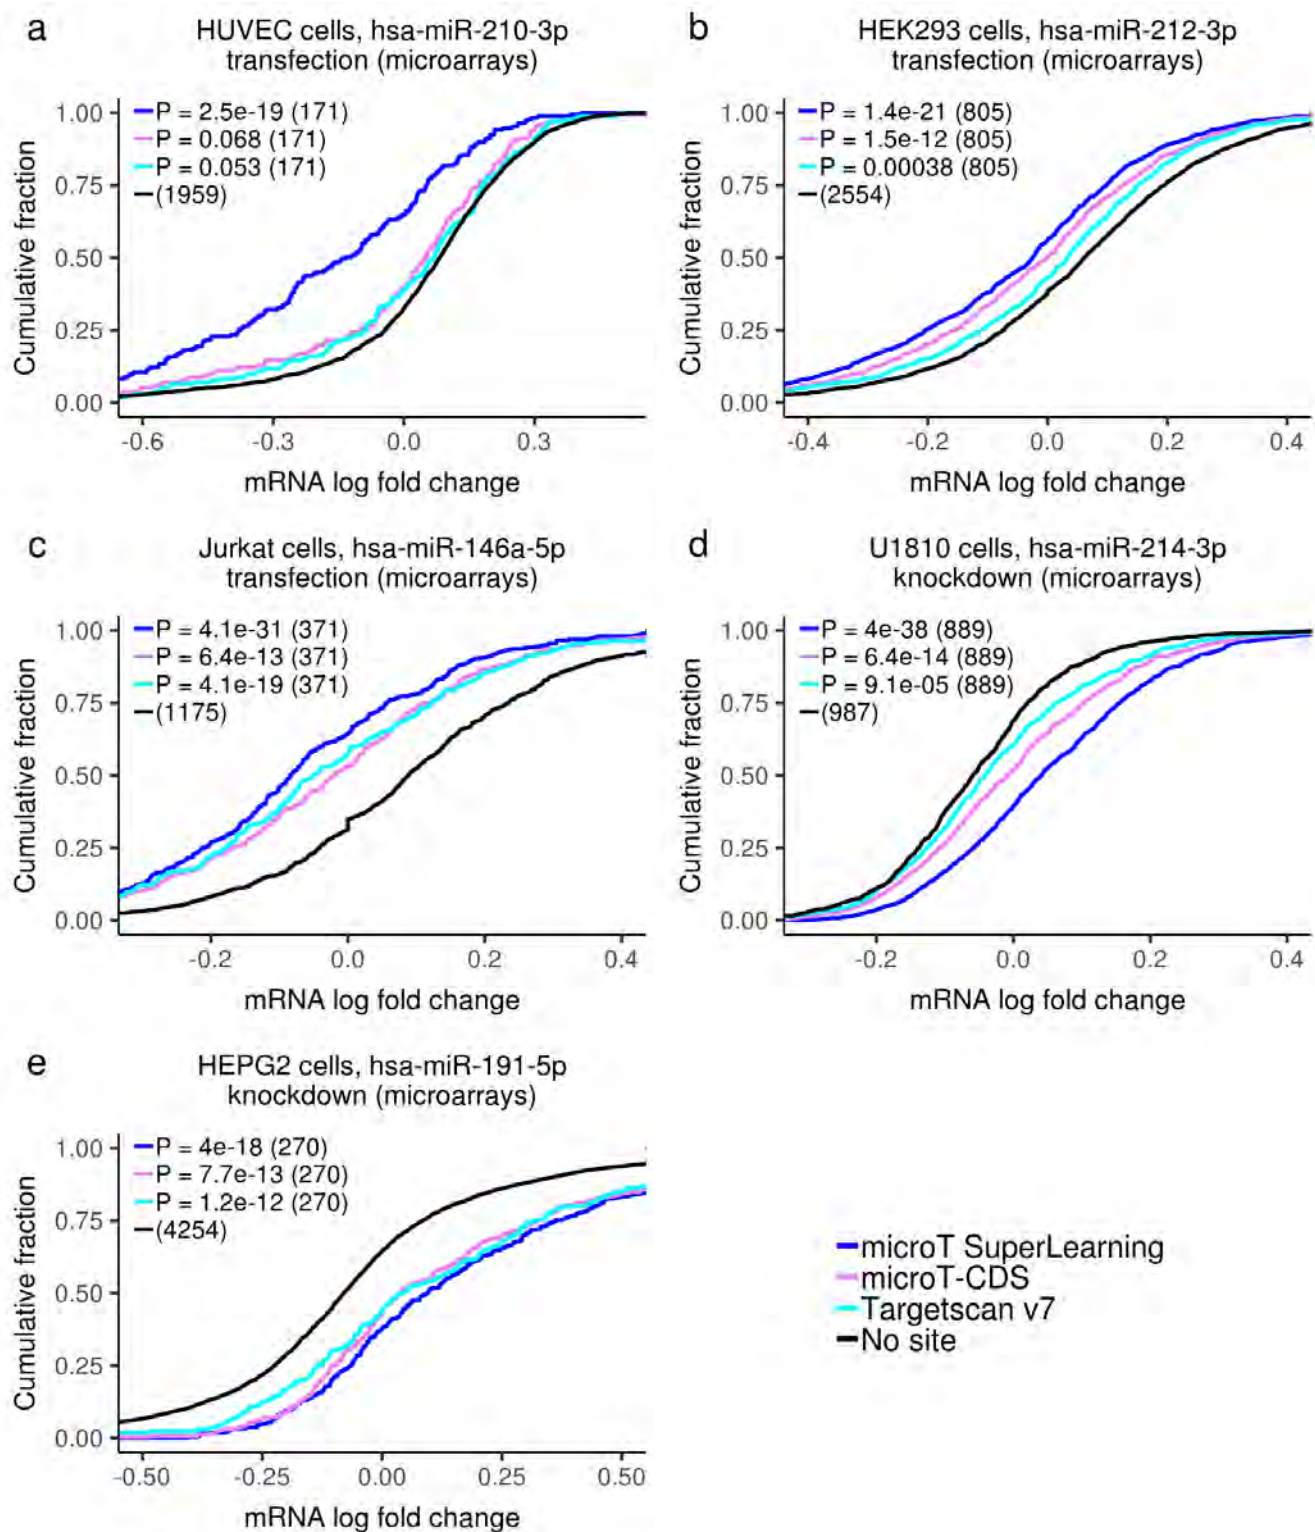 a
HUVEC cells, hsa-miR-210-3p
transfection (microarrays)
P = 2.5e-19 (171)
P = 0.068 (171)
P = 0.053 (171)
(1959)
Cumulative fraction
1.00
0.75
0.50
0.25
0.00
-0.6 -0.3 0.0 0.3
mRNA log fold change
b
HEK293 cells, hsa-miR-212-3p
transfection (microarrays)
P = 1.4e-21 (805)
P = 1.5e-12 (805)
P = 0.00038 (805)
(2554)
Cumulative fraction
1.00
0.75
0.50
0.25
0.00
-0.4 -0.2 0.0 0.2 0.4
mRNA log fold change
c
Jurkat cells, hsa-miR-146a-5p
transfection (microarrays)
P = 4.1e-31 (371)
P = 6.4e-13 (371)
P = 4.1e-19 (371)
(1175)
Cumulative fraction
1.00
0.75
0.50
0.25
0.00
-0.2 0.0 0.2 0.4
mRNA log fold change
d
U1810 cells, hsa-miR-214-3p
knockdown (microarrays)
P = 4e-38 (889)
P = 6.4e-14 (889)
P = 9.1e-05 (889)
(987)
Cumulative fraction
1.00
0.75
0.50
0.25
0.00
-0.2 0.0 0.2 0.4
mRNA log fold change
e
HEPG2 cells, hsa-miR-191-5p
knockdown (microarrays)
P = 4e-18 (270)
P = 7.7e-13 (270)
P = 1.2e-12 (270)
(4254)
Cumulative fraction
1.00
0.75
0.50
0.25
0.00
-0.50 -0.25 0.00 0.25 0.50
mRNA log fold change
microT SuperLearning
microT-CDS
Targetscan v7
No site